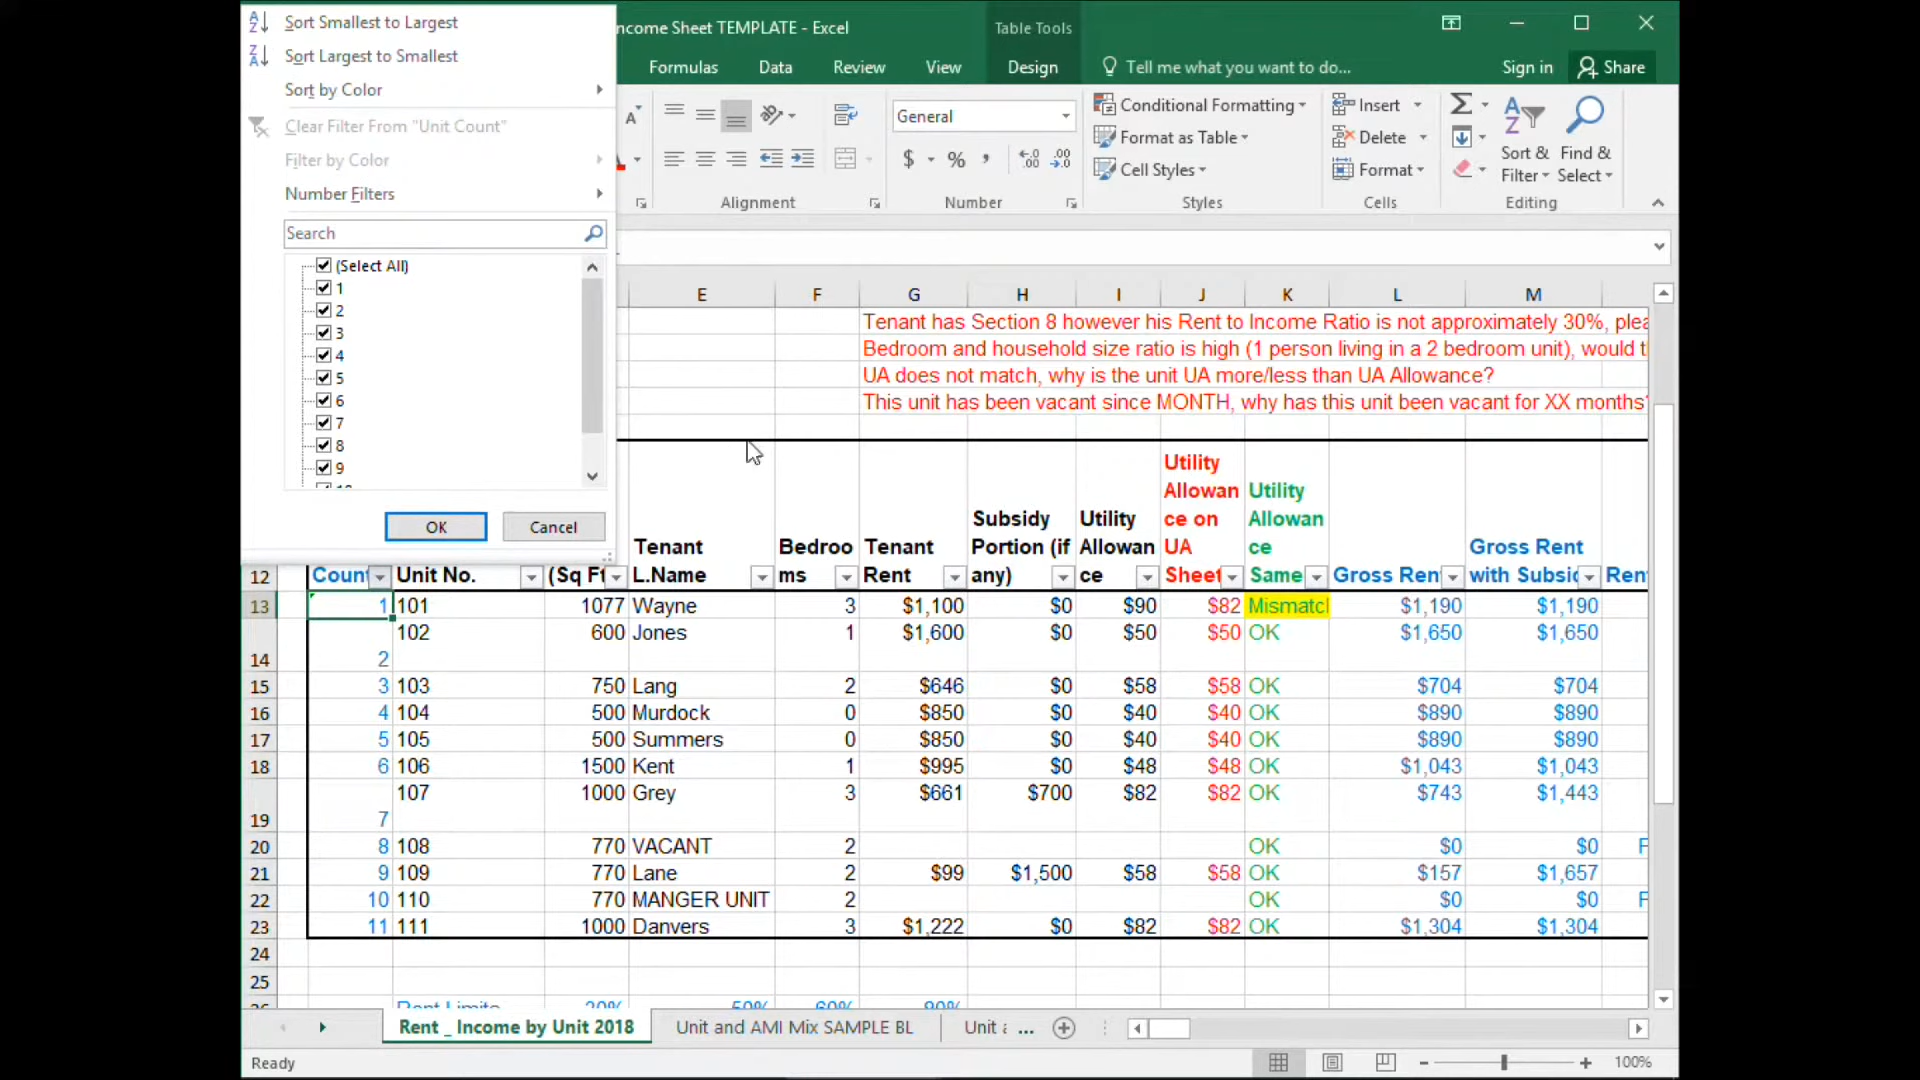 Sort Smallest to Largest
Sort Largest to Smallest
Sort by Color
Clear Filter From "Unit Count"
Filter by Color
Number Filters
Search
(Select All)
1
2
3
4
5
6
7
8
9
OK Cancel
ncome Sheet TEMPLATE - Excel Table Tools
Formulas Data Review View Design Tell me what you want to do... Sign in Share
General
$ % , .00 .00
Conditional Formatting
Format as Table
Cell Styles
Insert
Delete
Format
Sort & Filter
Find & Select
Alignment Number Styles Cells Editing
E F G H I J K L M
Tenant has Section 8 however his Rent to Income Ratio is not approximately 30%, plea
Bedroom and household size ratio is high (1 person living in a 2 bedroom unit), would t
UA does not match, why is the unit UA more/less than UA Allowance?
This unit has been vacant since MONTH, why has this unit been vacant for XX months
12 Count Unit No. (Sq Ft
Tenant
L.Name
Bedroo
ms
Tenant
Rent
Subsidy
Portion (if
any)
Utility
Allowan
ce
Utility
Allowan
ce on
UA
Sheet
Utility
Allowan
ce
Same
Gross Ren
Gross Rent
with Subsi
Ren
13 1 101 1077 Wayne 3 $1,100 $0 $90 $82 Mismatcl $1,190 $1,190
14 2 102 600 Jones 1 $1,600 $0 $50 $50 OK $1,650 $1,650
15 3 103 750 Lang 2 $646 $0 $58 $58 OK $704 $704
16 4 104 500 Murdock 0 $850 $0 $40 $40 OK $890 $890
17 5 105 500 Summers 0 $850 $0 $40 $40 OK $890 $890
18 6 106 1500 Kent 1 $995 $0 $48 $48 OK $1,043 $1,043
19 7 107 1000 Grey 3 $661 $700 $82 $82 OK $743 $1,443
20 8 108 770 VACANT 2 OK $0 $0 F
21 9 109 770 Lane 2 $99 $1,500 $58 $58 OK $157 $1,657
22 10 110 770 MANGER UNIT 2 OK $0 $0 F
23 11 111 1000 Danvers 3 $1,222 $0 $82 $82 OK $1,304 $1,304
24
25
Rent _ Income by Unit 2018 Unit and AMI Mix SAMPLE BL Unit ...
Ready 100%